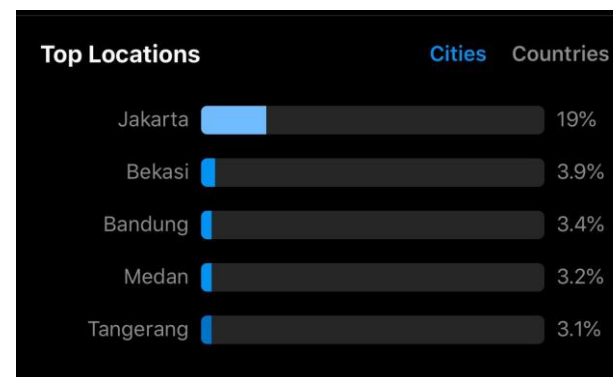 Top Locations Cities Countries
Jakarta 19%
Bekasi 3.9%
Bandung 3.4%
Medan 3.2%
Tangerang 3.1%